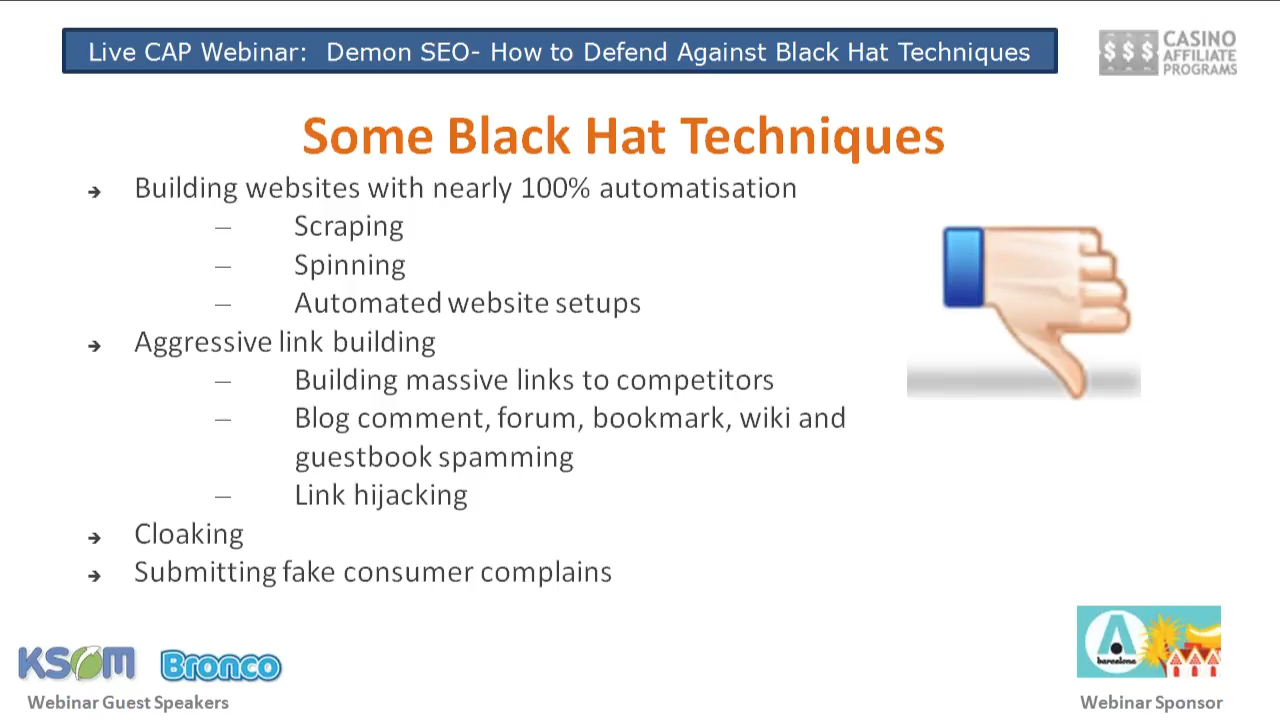 Live CAP Webinar: Demon SEO- How to Defend Against Black Hat Techniques
$ $ $ CASINO
AFFILIATE
PROGRAMS
Some Black Hat Techniques
➔ Building websites with nearly 100% automatisation
– Scraping
– Spinning
– Automated website setups
➔ Aggressive link building
– Building massive links to competitors
– Blog comment, forum, bookmark, wiki and
guestbook spamming
– Link hijacking
➔ Cloaking
➔ Submitting fake consumer complains
KSOM Bronco
Webinar Guest Speakers
A
barcelona
Webinar Sponsor